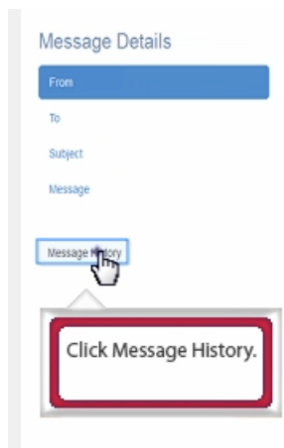 Message Details
From
To
Subject
Message
Message History
Click Message History.